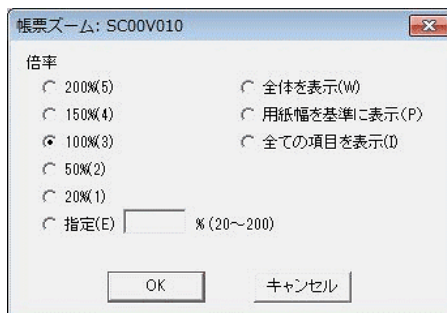 帳票ズーム: SC00V010
倍率
200%(5)
150%(4)
100%(3)
50%(2)
20%(1)
指定(E) %(20～200)
全体を表示(W)
用紙幅を基準に表示(P)
全ての項目を表示(I)
OK キャンセル